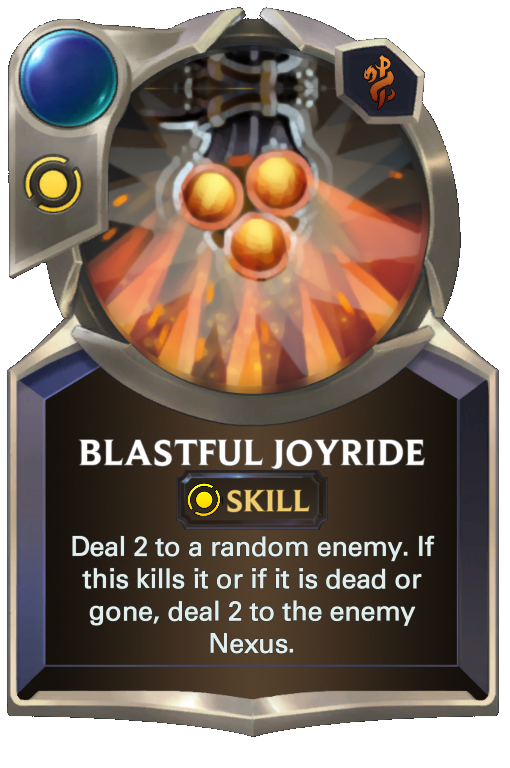 BLASTFUL JOYRIDE
SKILL
Deal 2 to a random enemy. If
this kills it or if it is dead or
gone, deal 2 to the enemy
Nexus.